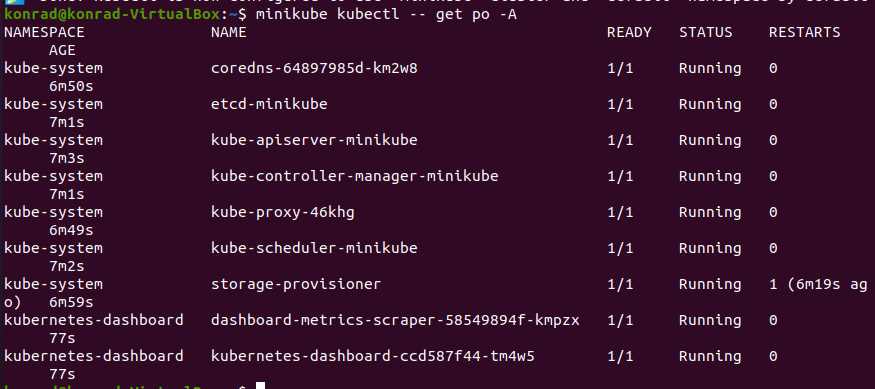 konrad@konrad-VirtualBox:~$ minikube kubectl -- get po -A
NAMESPACE NAME READY STATUS RESTARTS
AGE
kube-system coredns-64897985d-km2w8 1/1 Running 0
6m50s
kube-system etcd-minikube 1/1 Running 0
7m1s
kube-system kube-apiserver-minikube 1/1 Running 0
7m3s
kube-system kube-controller-manager-minikube 1/1 Running 0
7m1s
kube-system kube-proxy-46khg 1/1 Running 0
6m49s
kube-system kube-scheduler-minikube 1/1 Running 0
7m2s
kube-system storage-provisioner 1/1 Running 1 (6m19s ag
o) 6m59s
kubernetes-dashboard dashboard-metrics-scraper-58549894f-kmpzx 1/1 Running 0
77s
kubernetes-dashboard kubernetes-dashboard-ccd587f44-tm4w5 1/1 Running 0
77s